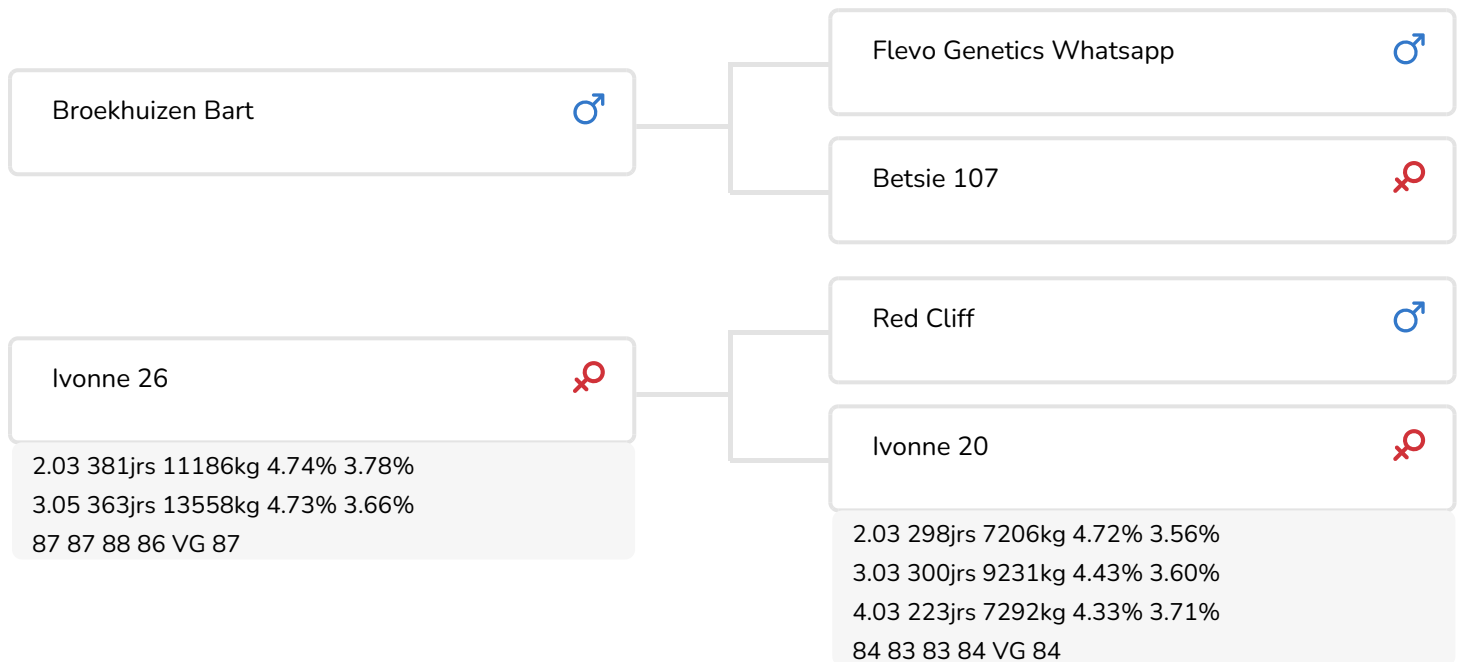 Broekhuizen Bart
Flevo Genetics Whatsapp
Betsie 107
Ivonne 26
2.03 381jrs 11186kg 4.74% 3.78%
3.05 363jrs 13558kg 4.73% 3.66%
87 87 88 86 VG 87
Red Cliff
Ivonne 20
2.03 298jrs 7206kg 4.72% 3.56%
3.03 300jrs 9231kg 4.43% 3.60%
4.03 223jrs 7292kg 4.33% 3.71%
84 83 83 84 VG 84